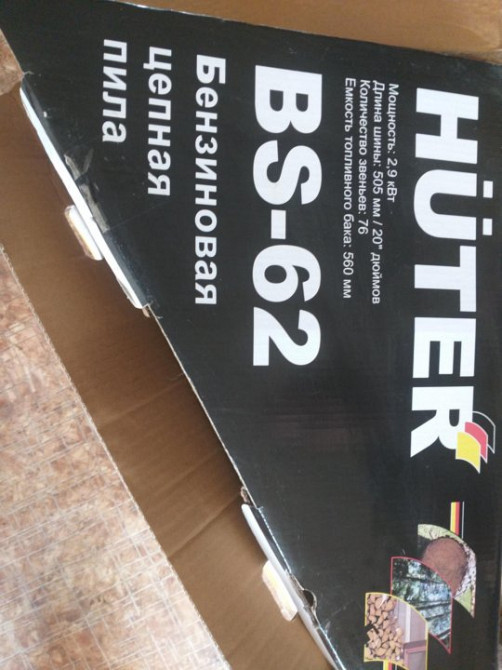 HÜTER
Мощность: 2,9 кВт
Длина шины: 505 мм / 20" дюймов
Количество звеньев: 76
Емкость топливного бака: 560 мм
BS-62
Бензиновая
цепная
пила